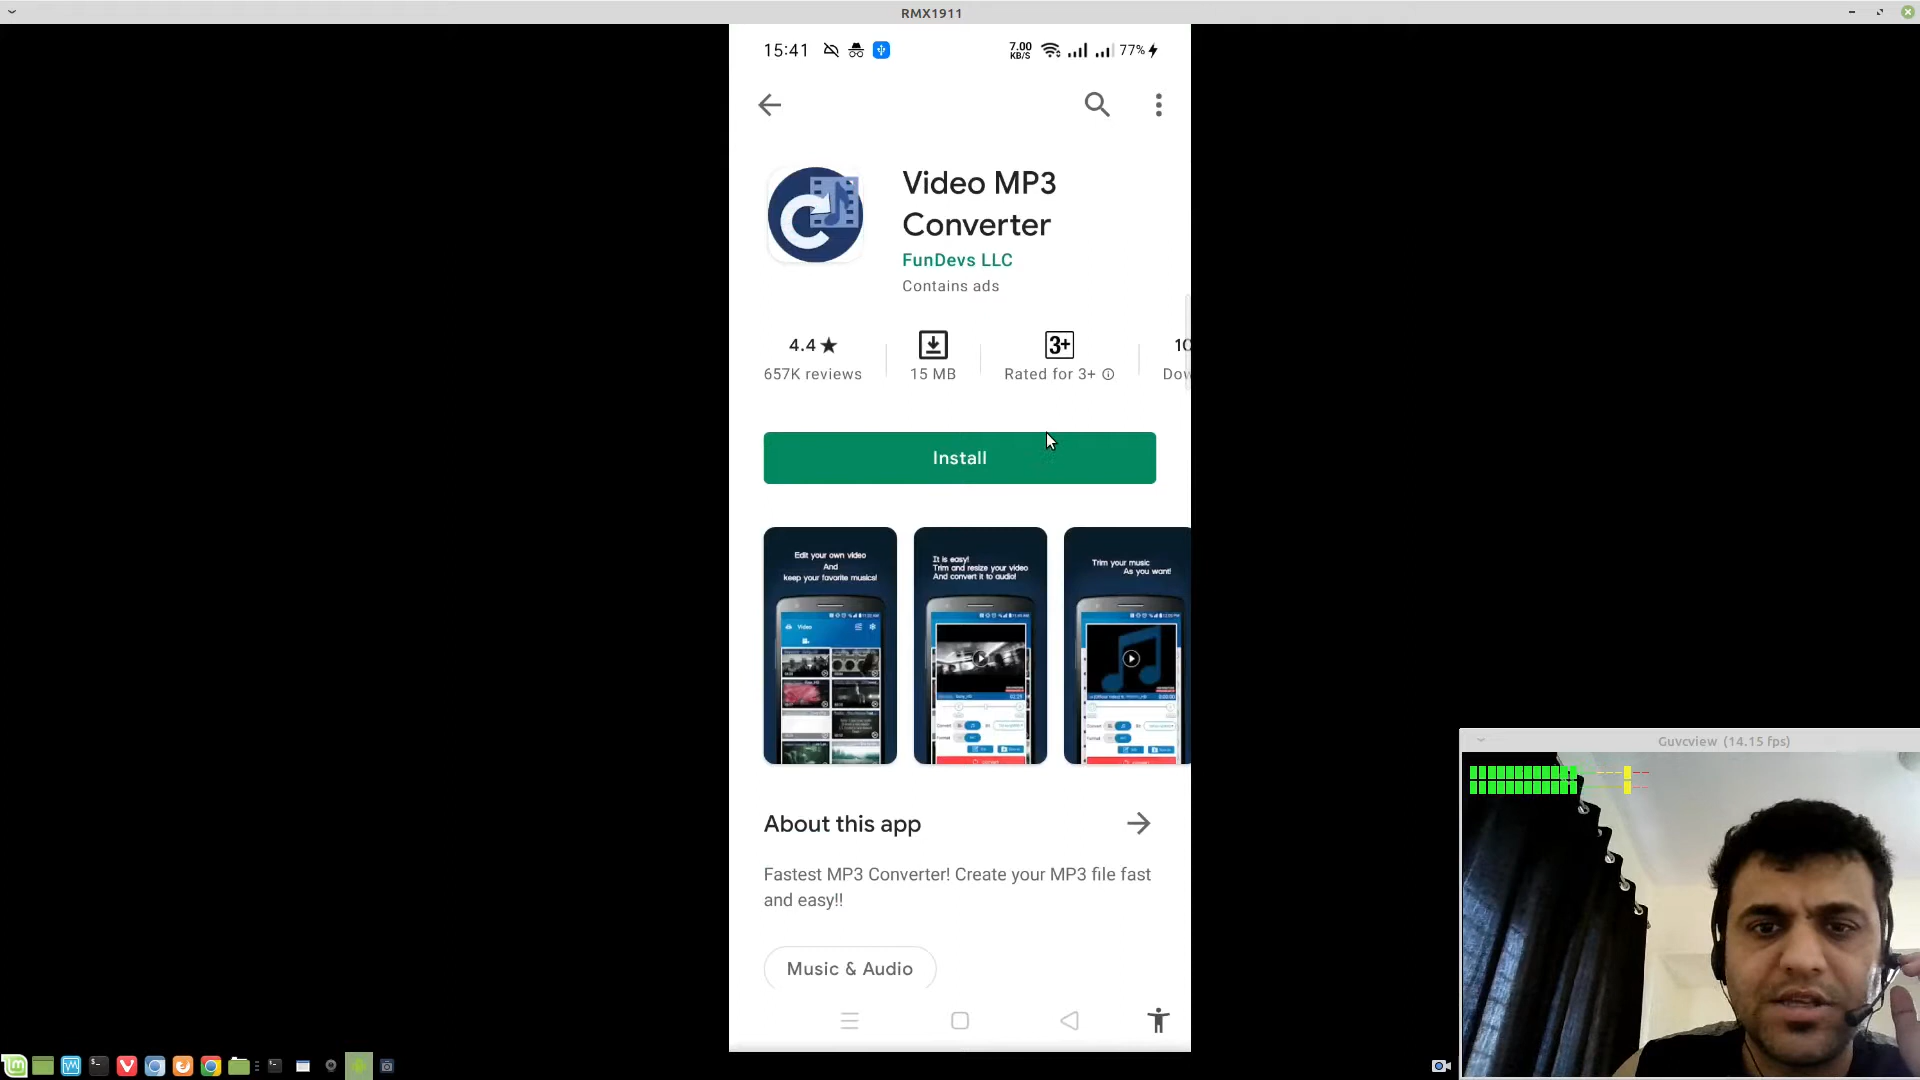 RMX1911
15:41
7.00
KB/S
77%
Video MP3
Converter
FunDevs LLC
Contains ads
4.4★
657K reviews
15 MB
3+
Rated for 3+
Install
Edit your own video
And
keep your favorite musics!
It is easy!
Trim and resize your video
And convert it to audio!
Trim your music
As you want!
Video
About this app
Fastest MP3 Converter! Create your MP3 file fast
and easy!!
Music & Audio
Guvcview (14.15 fps)